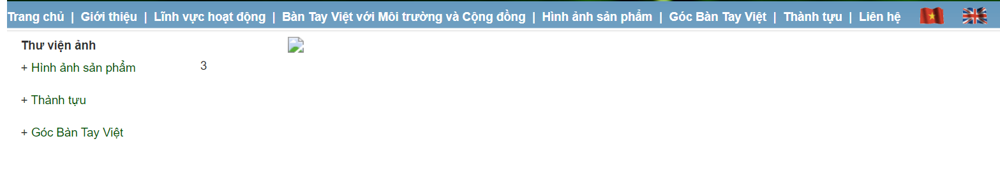 Trang chủ | Giới thiệu | Lĩnh vực hoạt động | Bàn Tay Việt với Môi trường và Cộng đồng | Hình ảnh sản phẩm | Góc Bàn Tay Việt | Thành tựu | Liên hệ
Thư viện ảnh
+ Hình ảnh sản phẩm
3
+ Thành tựu
+ Góc Bàn Tay Việt